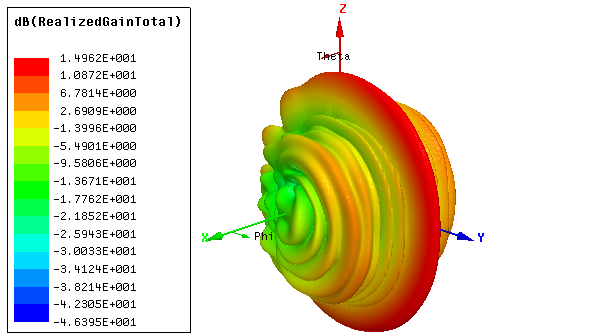 dB(RealizedGainTotal)
1.4962E+001
1.0872E+001
6.7814E+000
2.6909E+000
-1.3996E+000
-5.4901E+000
-9.5806E+000
-1.3671E+001
-1.7762E+001
-2.1852E+001
-2.5943E+001
-3.0033E+001
-3.4124E+001
-3.8214E+001
-4.2305E+001
-4.6395E+001
Z
Theta
X
Phi
Y